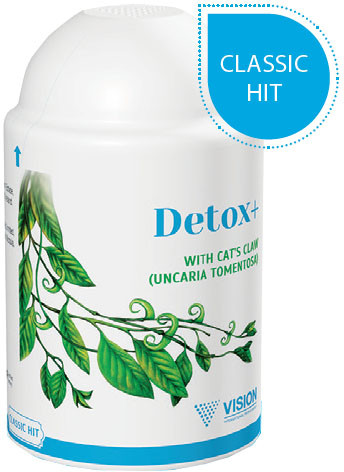 CLASSIC
HIT
Detox+
WITH CAT'S CLAW
(UNCARIA TOMENTOSA)
VISION
CLASSIC HIT